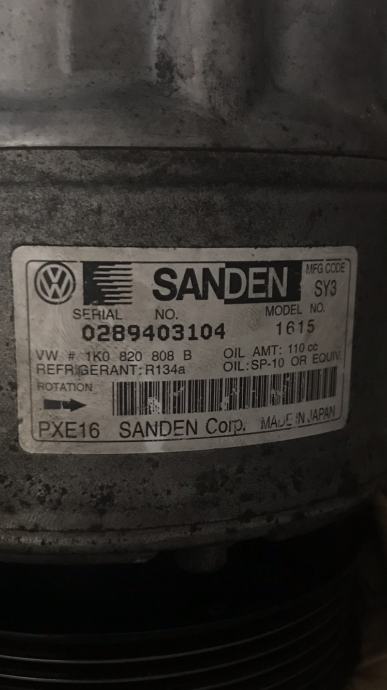 SANDEN
MFG CODE
SY3
SERIAL NO.
0289403104
MODEL NO.
1615
VW # 1K0 820 808 B
OIL AMT: 110 cc
REFRIGERANT:R134a
OIL:SP-10 OR EQUIV.
ROTATION
PXE16 SANDEN Corp. MADE IN JAPAN